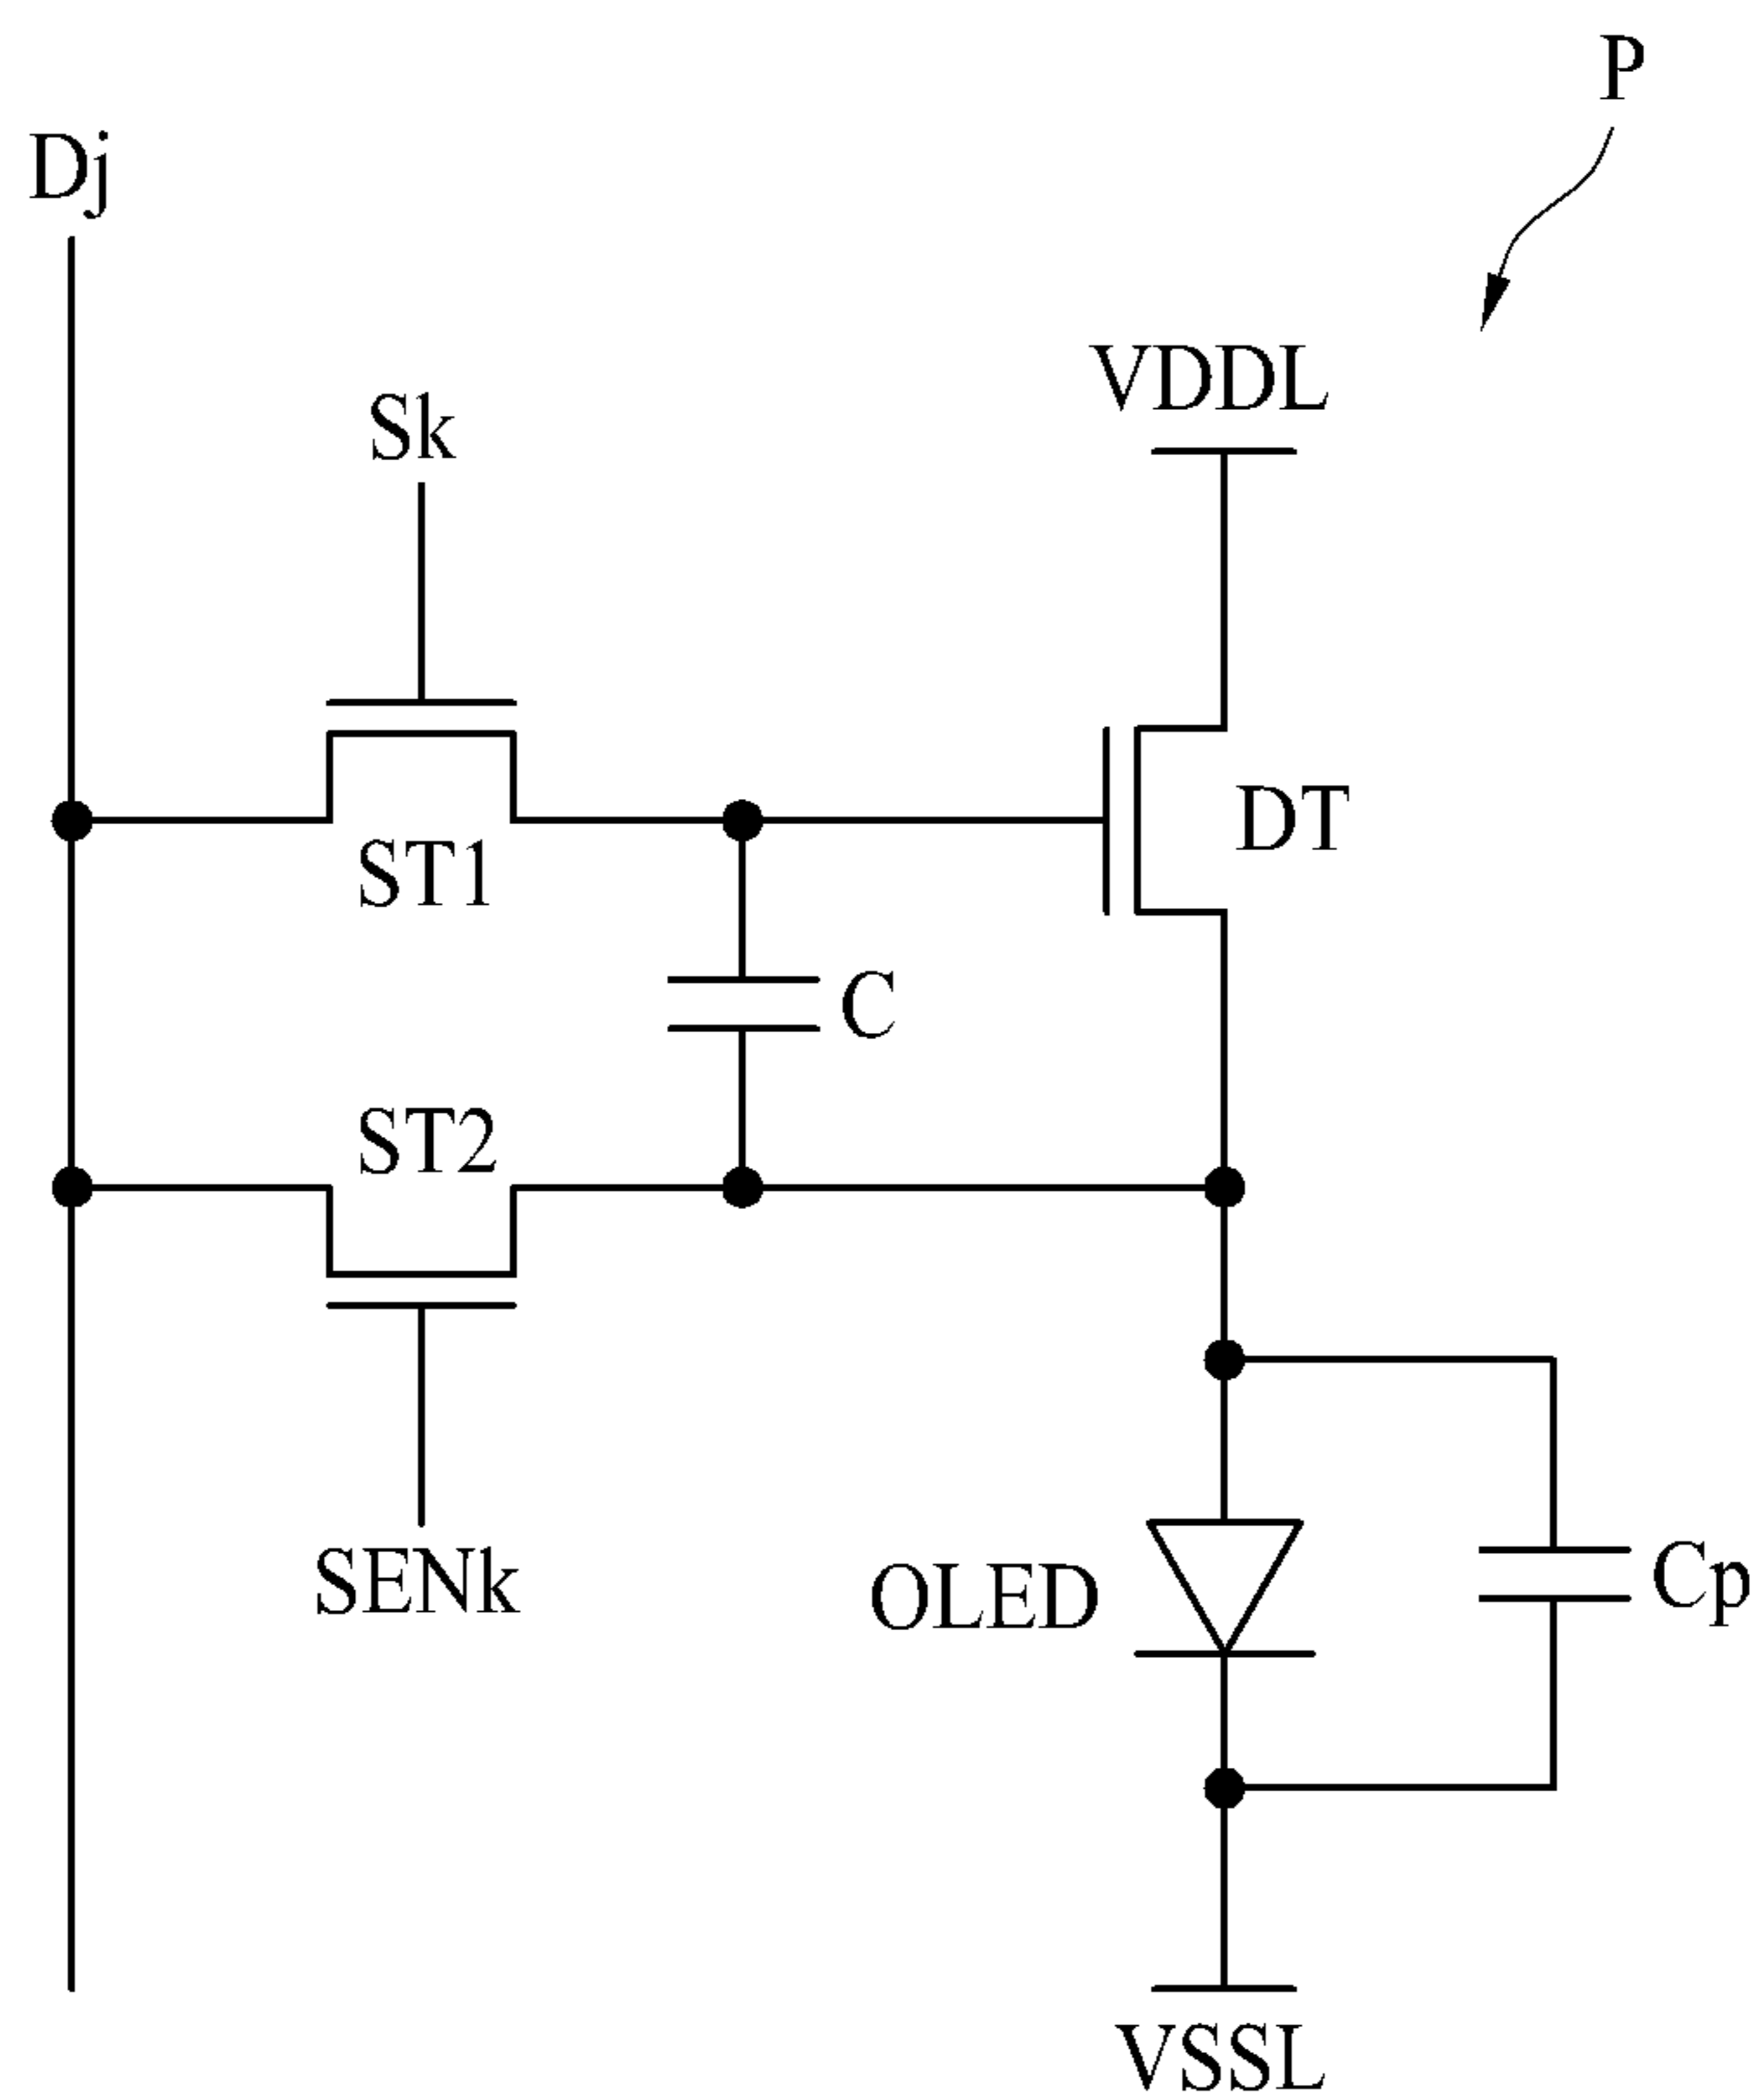 P
Dj
VDDL
Sk
DT
ST1
C
ST2
SENk
OLED
Cp
VSSL